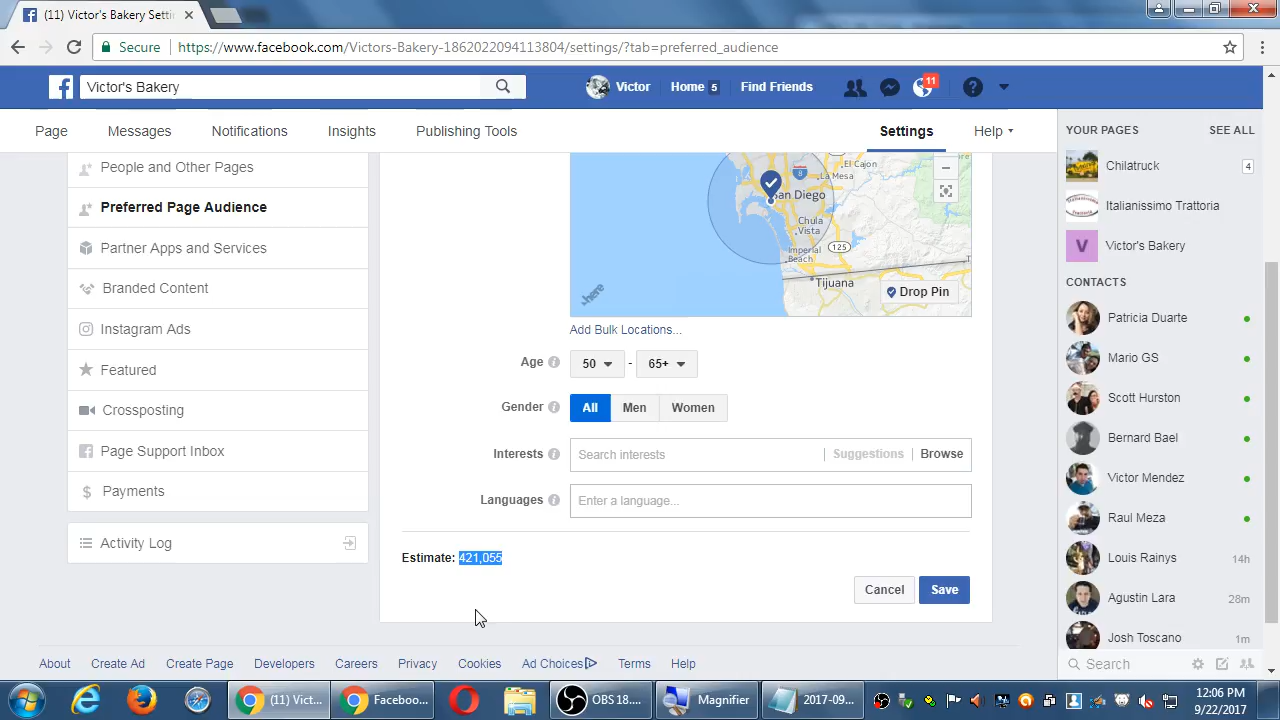 (11) Victor's Bakery Setti
Secure
https://www.facebook.com/Victors-Bakery-1862022094113804/settings/?tab=preferred_audience
Victor's Bakery
Victor
Home 5
Find Friends
11
Page
Messages
Notifications
Insights
Publishing Tools
Settings
Help
People and Other Pages
Preferred Page Audience
Partner Apps and Services
Branded Content
Instagram Ads
Featured
Crossposting
Page Support Inbox
Payments
Activity Log
El Cajon
8
La Mesa
San Diego
Chula
Vista
125
Imperial
Beach
Tijuana
T
here
Drop Pin
Add Bulk Locations...
Age
50 - 65+
Gender
All Men Women
Interests
Search interests
Suggestions
Browse
Languages
Enter a language...
Estimate: 421,055
Cancel
Save
About
Create Ad
Create Page
Developers
Careers
Privacy
Cookies
Ad Choices
Terms
Help
YOUR PAGES
SEE ALL
Chilatruck
4
Italianissimo Trattoria
V
Victor's Bakery
CONTACTS
Patricia Duarte
Mario GS
Scott Hurston
Bernard Bael
Victor Mendez
Raul Meza
Louis Rainys 14h
Agustin Lara 28m
Josh Toscano 1m
Search
(11) Vict...
Faceboo...
OBS 18....
Magnifier
2017-09...
12:06 PM
9/22/2017